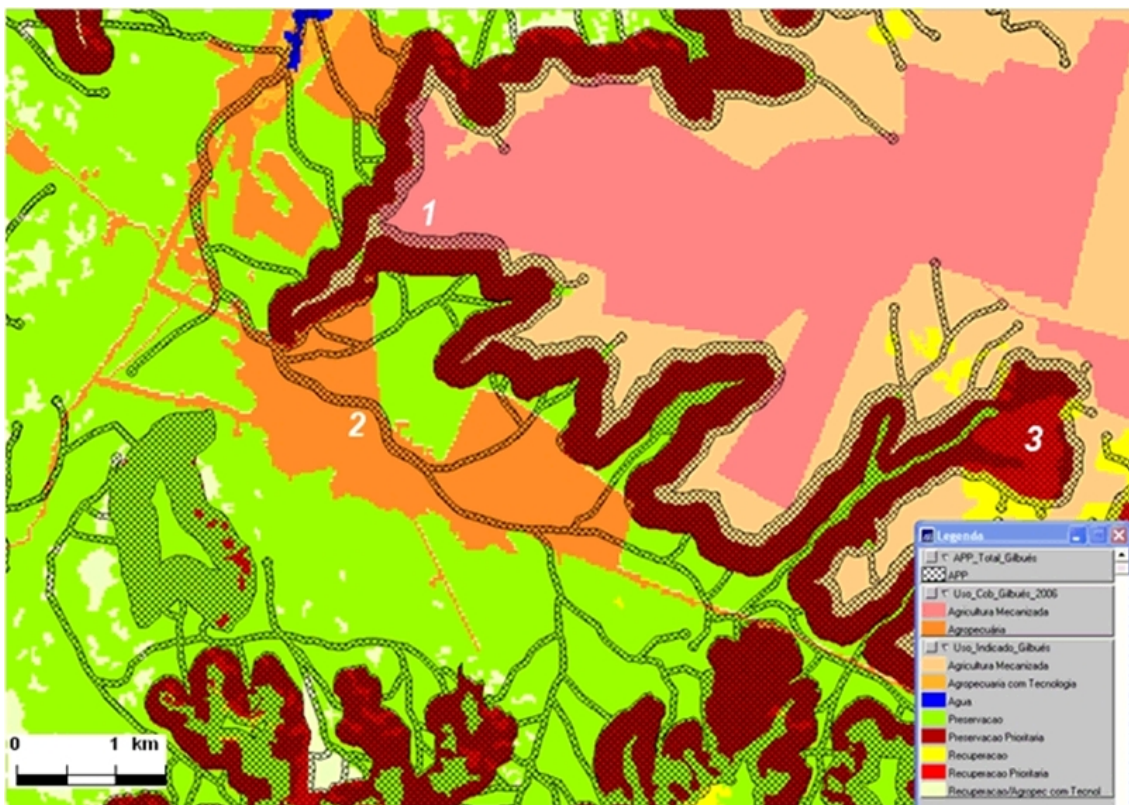 1
2
3
0 1 km
Legenda
APP_Total_Gilbués
APP
Uso_Cob_Gilbués_2006
Agricultura Mecanizada
Agropecuária
Uso_Indicado_Gilbués
Agricultura Mecanizada
Agropecuaria com Tecnologia
Agua
Preservacao
Preservacao Prioritaria
Recuperacao
Recuperacao Prioritaria
Recuperacao/Agropec com Tecnol